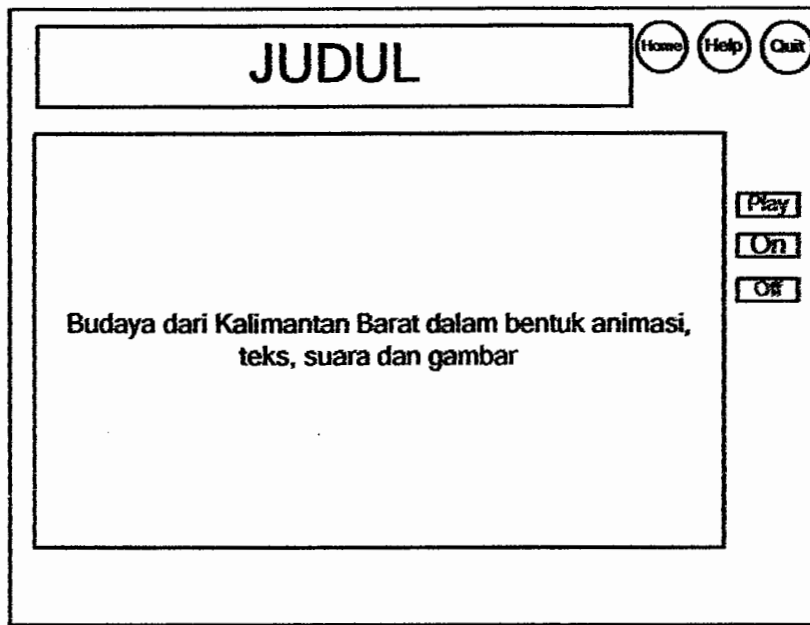 JUDUL
Home Help Quit
Play
On
Off
Budaya dari Kalimantan Barat dalam bentuk animasi,
teks, suara dan gambar